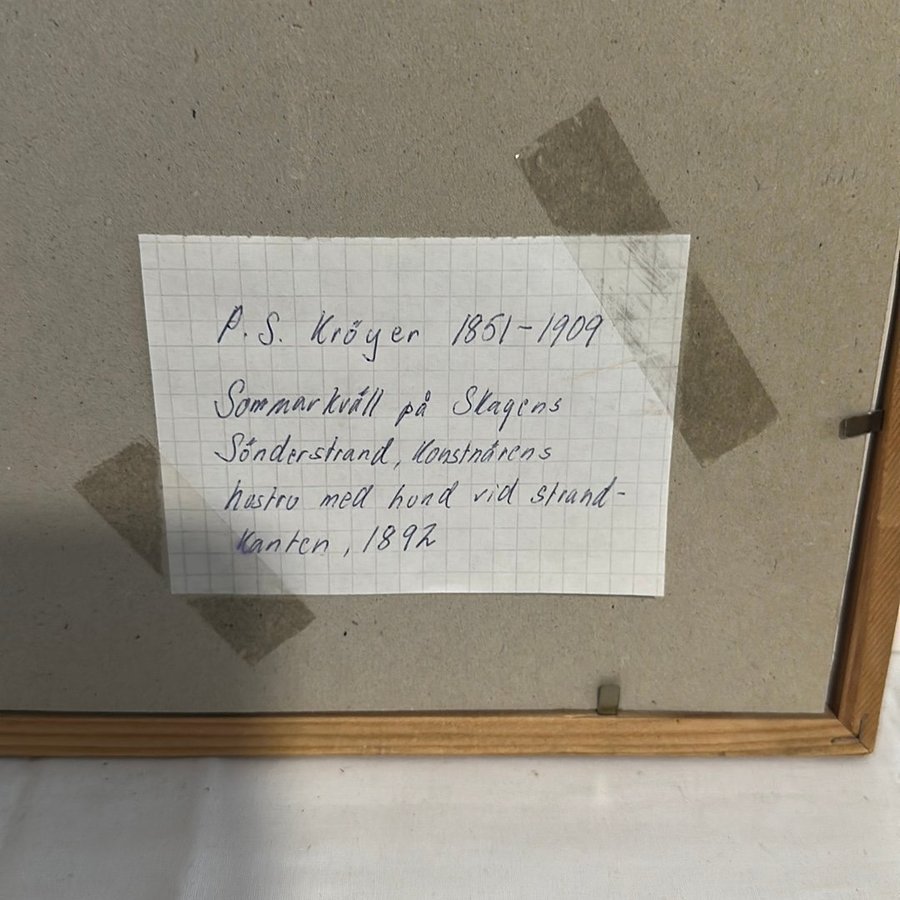 P.S. Kröyer 1851-1909
Sommarkväll på Skagens
Sönderstrand, Konstnärens
hustru med hund vid strand-
kanten, 1892